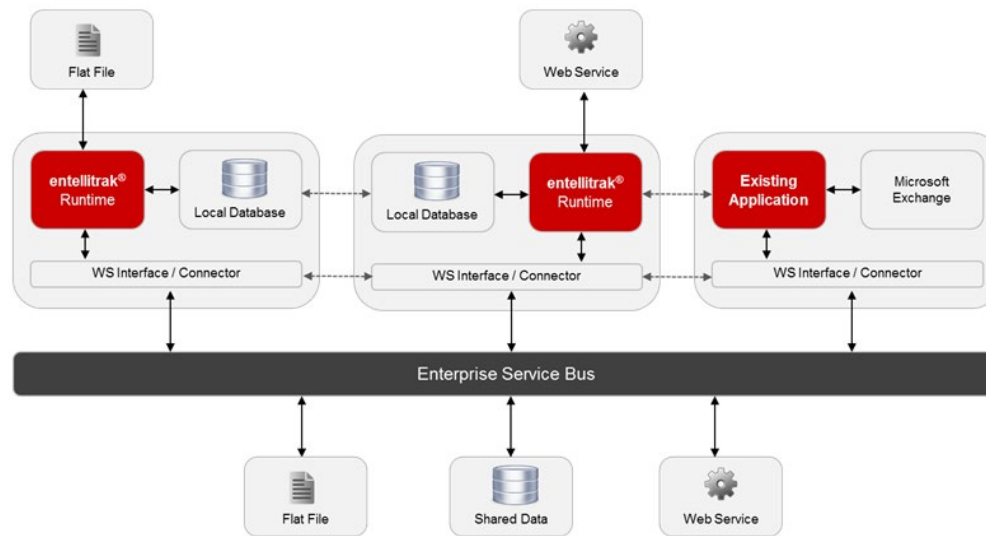 Flat File
Web Service
entellitrak®
Runtime
Local Database
Local Database
entellitrak®
Runtime
Existing
Application
Microsoft
Exchange
WS Interface / Connector
WS Interface / Connector
WS Interface / Connector
Enterprise Service Bus
Flat File
Shared Data
Web Service